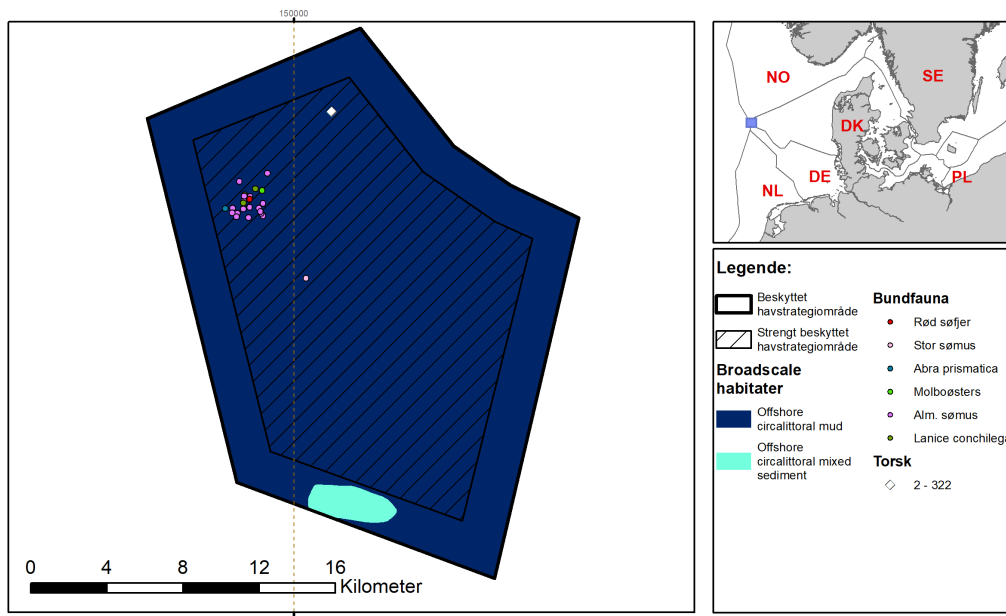 150000
NO
SE
DK
DE
PL
NL
Legende:
Beskyttet
havstrategiområde
Strengt beskyttet
havstrategiområde
Broadscale
habitater
Offshore
circalittoral mud
Offshore
circalittoral mixed
sediment
Bundfauna
Rød søfjer
Stor sømus
Abra prismatica
Molboøsters
Alm. sømus
Lanice conchilega
Torsk
2 - 322
0 4 8 12 16
Kilometer